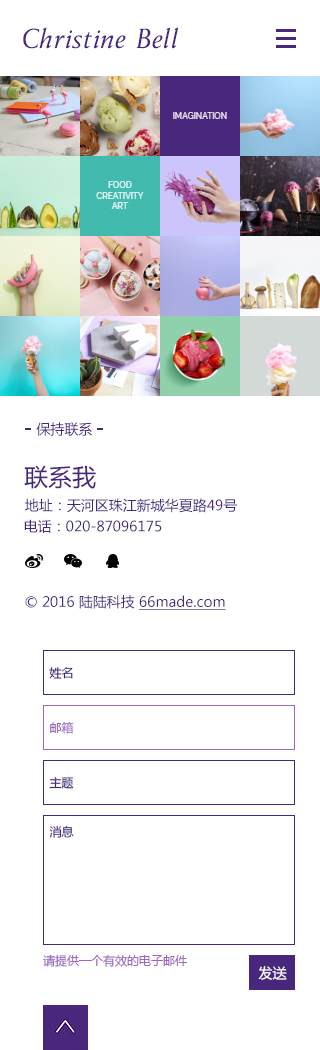 Christine Bell
IMAGINATION
FOOD
CREATIVITY
ART
- 保持联系 -
联系我
地址：天河区珠江新城华夏路49号
电话：020-87096175
© 2016 陆陆科技 66made.com
姓名
邮箱
主题
消息
请提供一个有效的电子邮件
发送